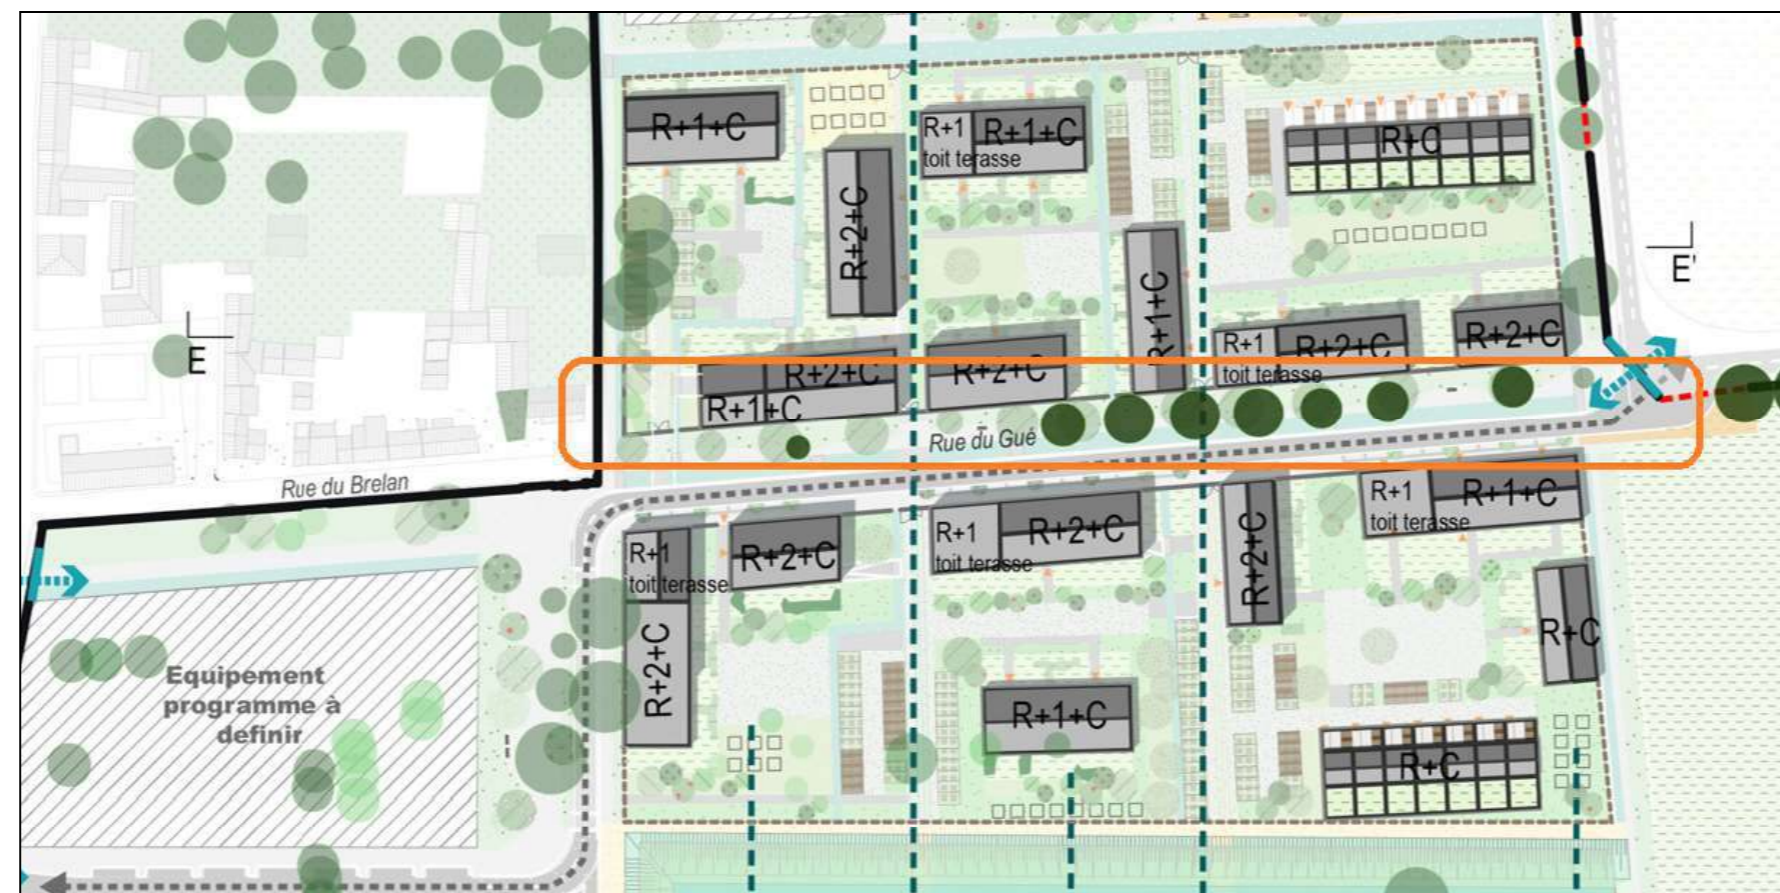 R+1+C
R+1
toit terasse
R+1+C
R+C
R+2+C
R+1+C
E
E'
R+2+C
R+1+C
R+2+C
R+1
toit terasse
R+2+C
R+2+C
Rue du Gué
Rue du Brelan
R+1
toit terasse
R+2+C
R+2+C
R+1
toit terasse
R+2+C
R+2+C
R+1
toit terasse
R+1+C
R+C
R+1+C
R+C
Equipement
programme à
definir